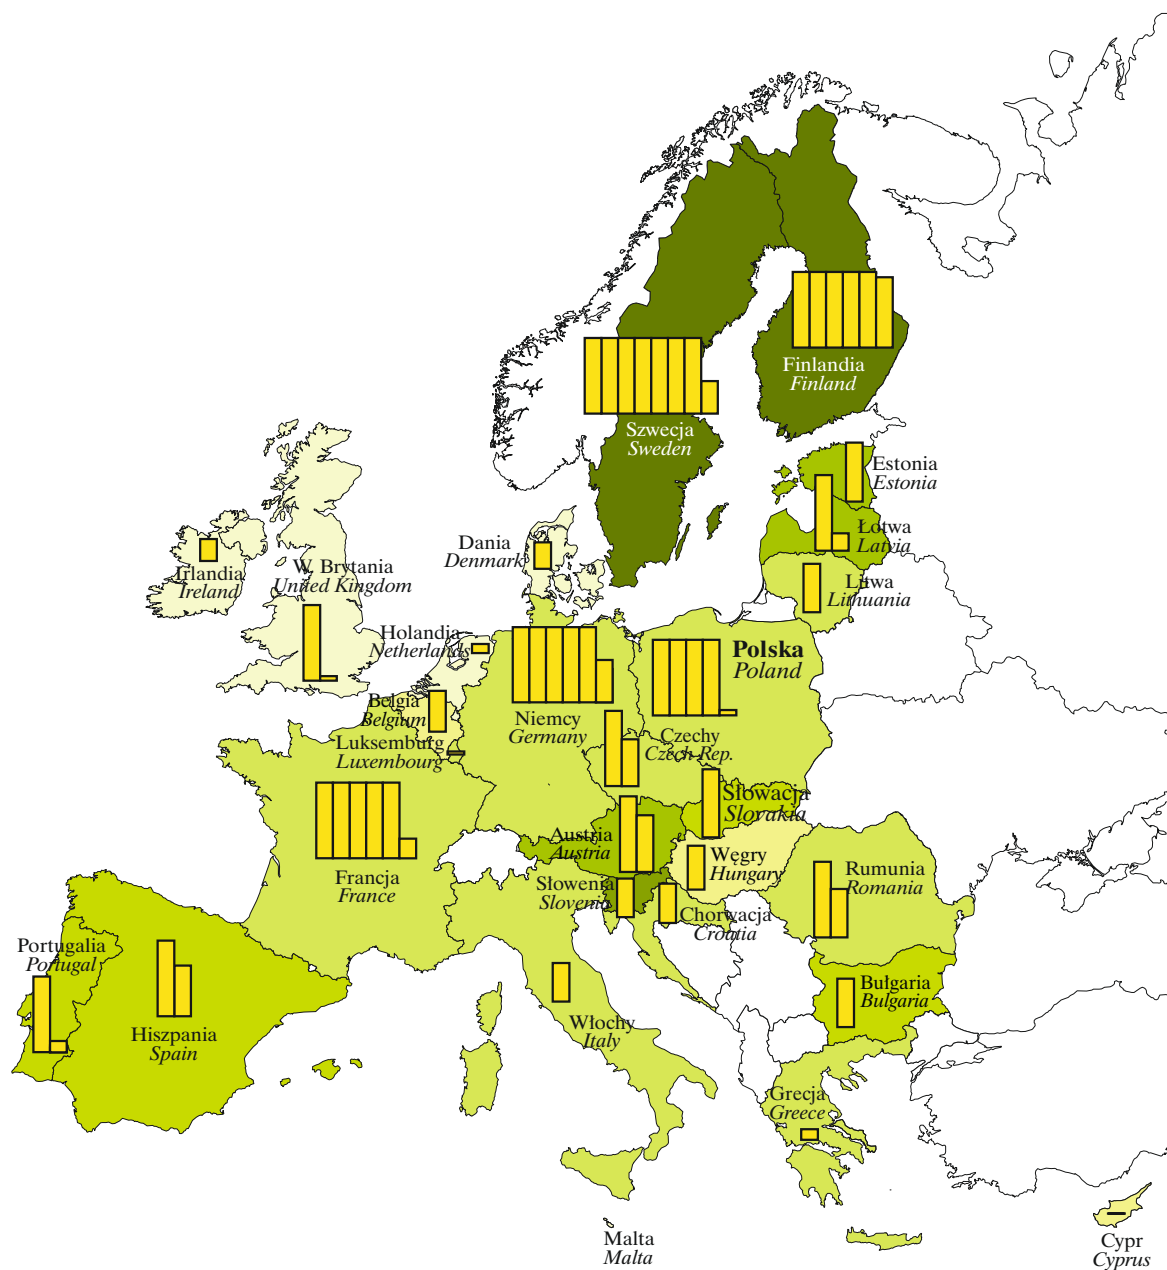 Finlandia
Finland
Szwecja
Sweden
Estonia
Estonia
Łotwa
Latvia
Litwa
Lithuania
Dania
Denmark
Irlandia
Ireland
W. Brytania
United Kingdom
Holandia
Netherlands
Polska
Poland
Belgia
Belgium
Niemcy
Germany
Czechy
Czech Rep.
Luksemburg
Luxembourg
Słowacja
Slovakia
Austria
Austria
Węgry
Hungary
Francja
France
Słowenia
Slovenia
Rumunia
Romania
Chorwacja
Croatia
Portugalia
Portugal
Hiszpania
Spain
Włochy
Italy
Bułgaria
Bulgaria
Grecja
Greece
Malta
Malta
Cypr
Cyprus